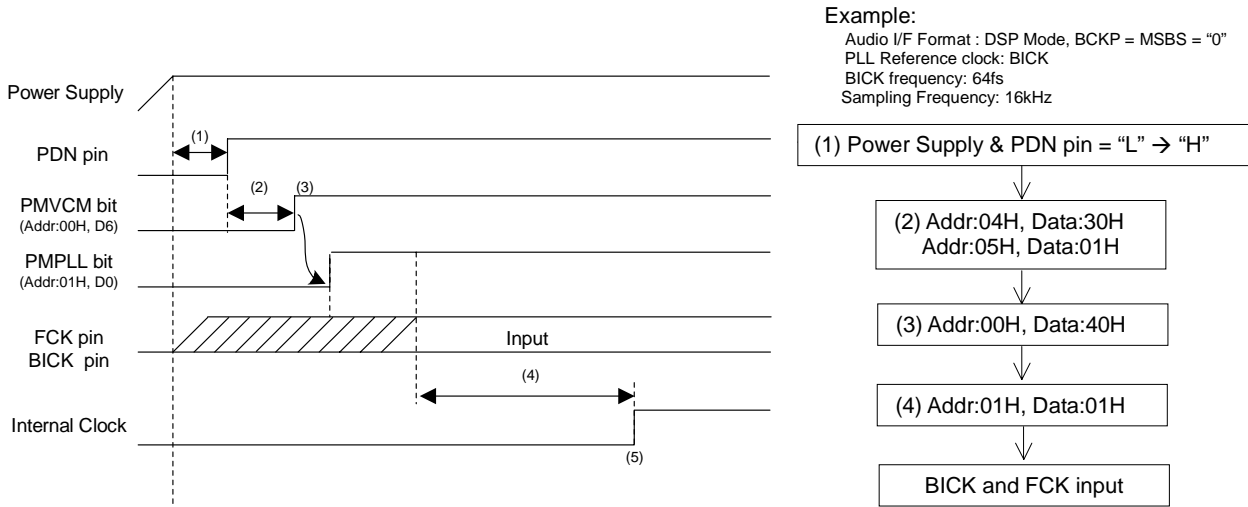 Example:
Audio I/F Format : DSP Mode, BCKP = MSBS = “0”
PLL Reference clock: BICK
BICK frequency: 64fs
Sampling Frequency: 16kHz
Power Supply
(1)
PDN pin
(2)
(3)
PMVCM bit
(Addr:00H, D6)
PMPLL bit
(Addr:01H, D0)
FCK pin
BICK pin
Input
(4)
Internal Clock
(5)
(1) Power Supply & PDN pin = “L” → “H”
(2) Addr:04H, Data:30H
Addr:05H, Data:01H
(3) Addr:00H, Data:40H
(4) Addr:01H, Data:01H
BICK and FCK input